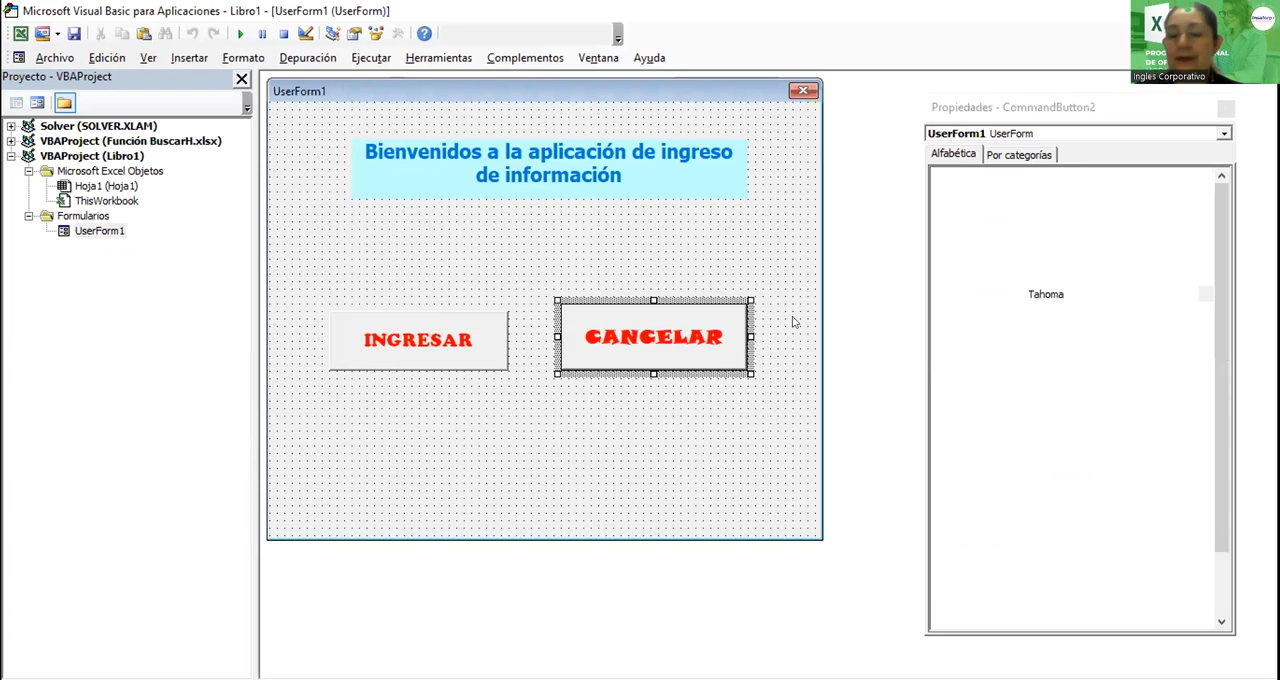 Microsoft Visual Basic para Aplicaciones - Libro1 - [UserForm1 (UserForm)]
Archivo Edición Ver Insertar Formato Depuración Ejecutar Herramientas Complementos Ventana Ayuda
Ingles Corporativo
Proyecto - VBAProject
Solver (SOLVER.XLAM)
VBAProject (Función BuscarH.xlsx)
VBAProject (Libro1)
Microsoft Excel Objetos
Hoja1 (Hoja1)
ThisWorkbook
Formularios
UserForm1
UserForm1
Bienvenidos a la aplicación de ingreso
de información
INGRESAR
CANCELAR
Propiedades - CommandButton2
UserForm1 UserForm
Alfabética
Por categorías
Tahoma